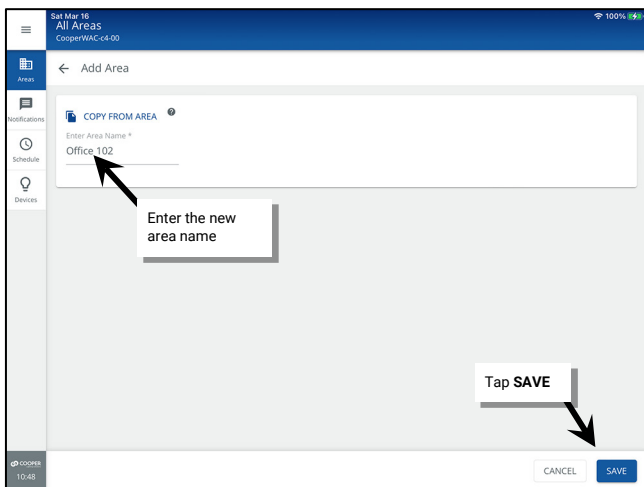 Sat Mar 16
100%
All Areas
CooperWAC-c4-00
Areas
Add Area
Notifications
COPY FROM AREA
Enter Area Name *
Office 102
Schedule
Devices
Enter the new
area name
Tap SAVE
COOPER
10:48
CANCEL
SAVE